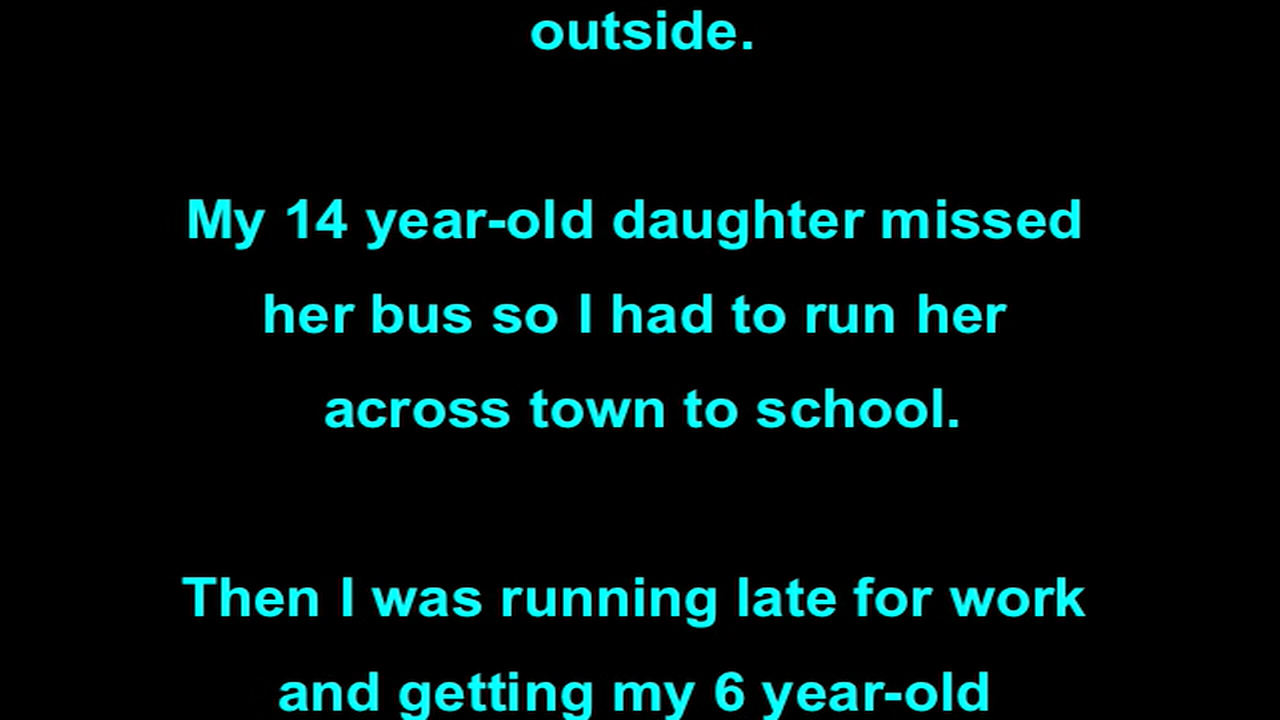 outside.
My 14 year-old daughter missed
her bus so I had to run her
across town to school.
Then I was running late for work
and getting my 6 year-old